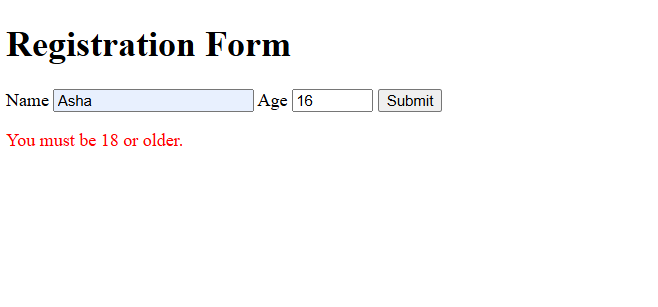 Registration Form
Name Asha Age 16 Submit
You must be 18 or older.